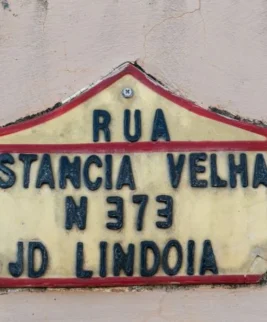 RUA
STANCIA VELHA
N 373
JD LINDOIA